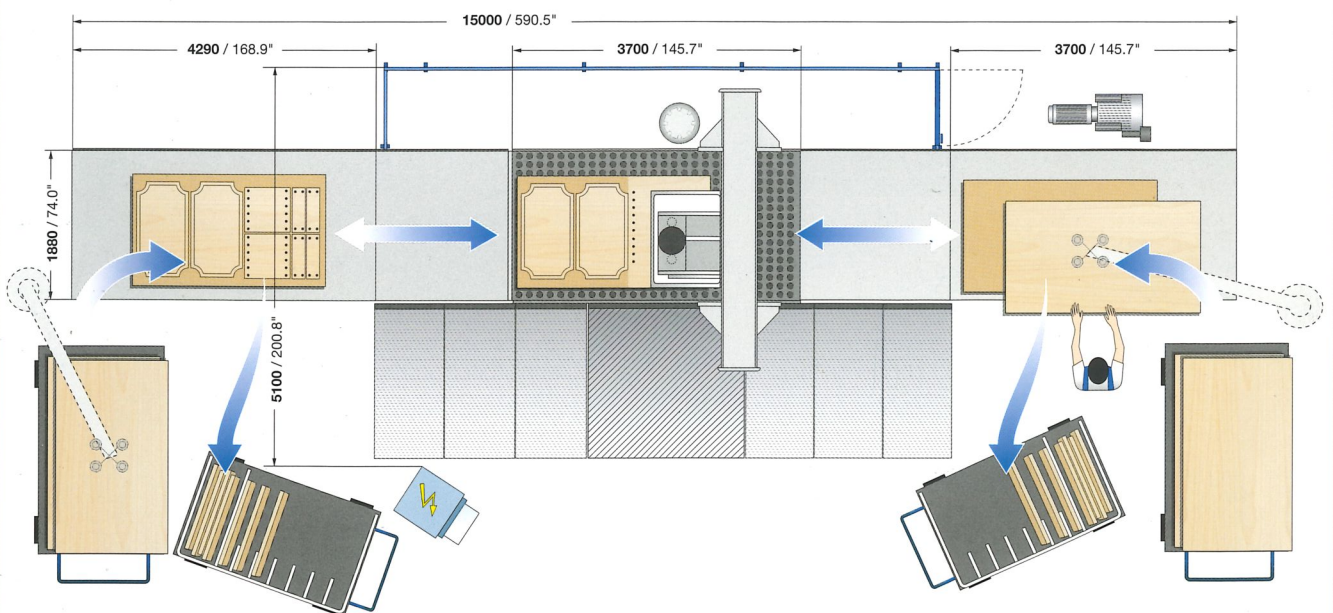 15000 / 590.5"
4290 / 168.9"
3700 / 145.7"
3700 / 145.7"
1880 / 74.0"
5100 / 200.8"